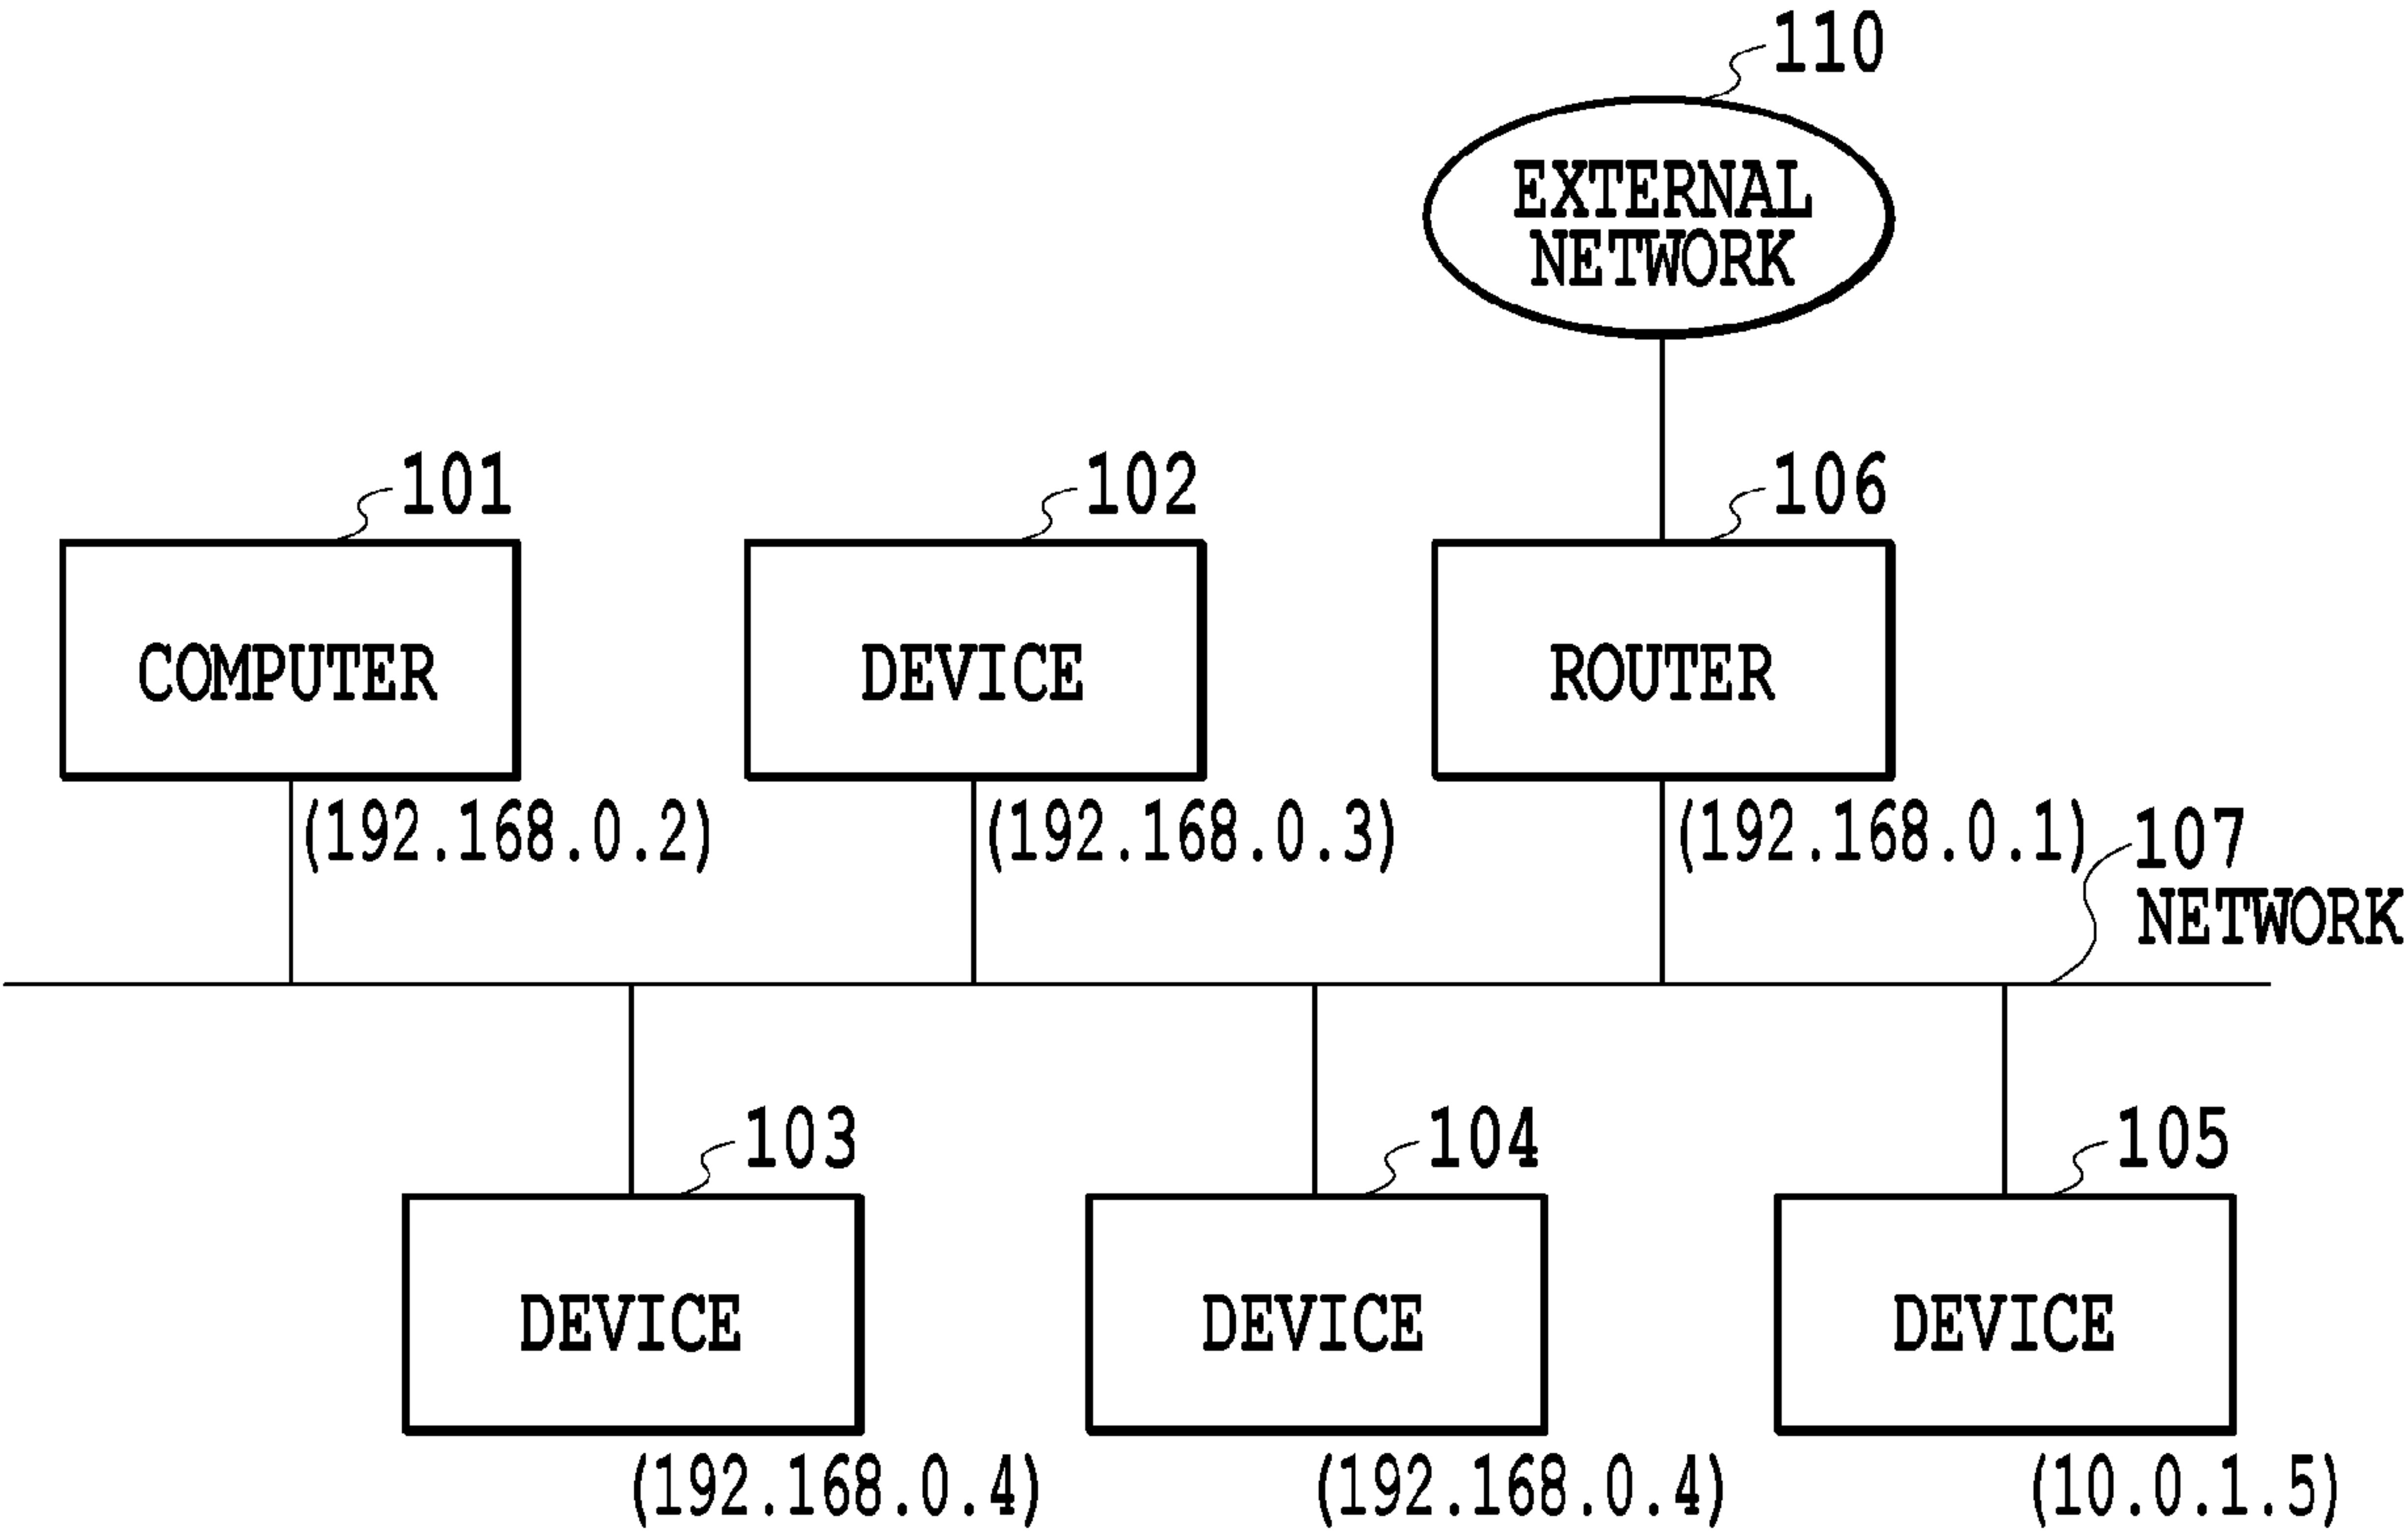 110
EXTERNAL
NETWORK
101
102
106
COMPUTER
DEVICE
ROUTER
(192.168.0.2)
(192.168.0.3)
(192.168.0.1)
107
NETWORK
103
104
105
DEVICE
DEVICE
DEVICE
(192.168.0.4)
(192.168.0.4)
(10.0.1.5)